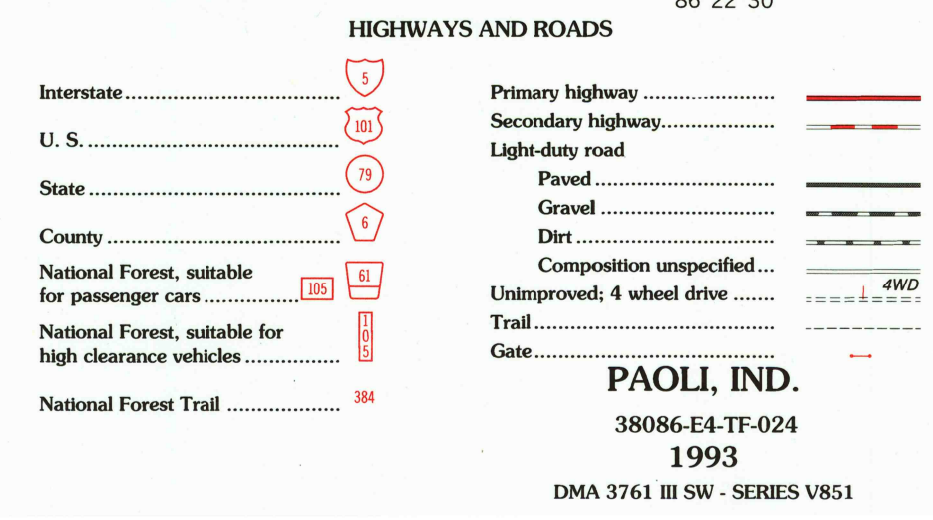 86 22 30
HIGHWAYS AND ROADS
Interstate 5
U. S. 101
State 79
County 6
National Forest, suitable
for passenger cars 105 61
National Forest, suitable for
high clearance vehicles 105
National Forest Trail 384
Primary highway
Secondary highway
Light-duty road
Paved
Gravel
Dirt
Composition unspecified
Unimproved; 4 wheel drive 4WD
Trail
Gate
PAOLI, IND.
38086-E4-TF-024
1993
DMA 3761 III SW - SERIES V851